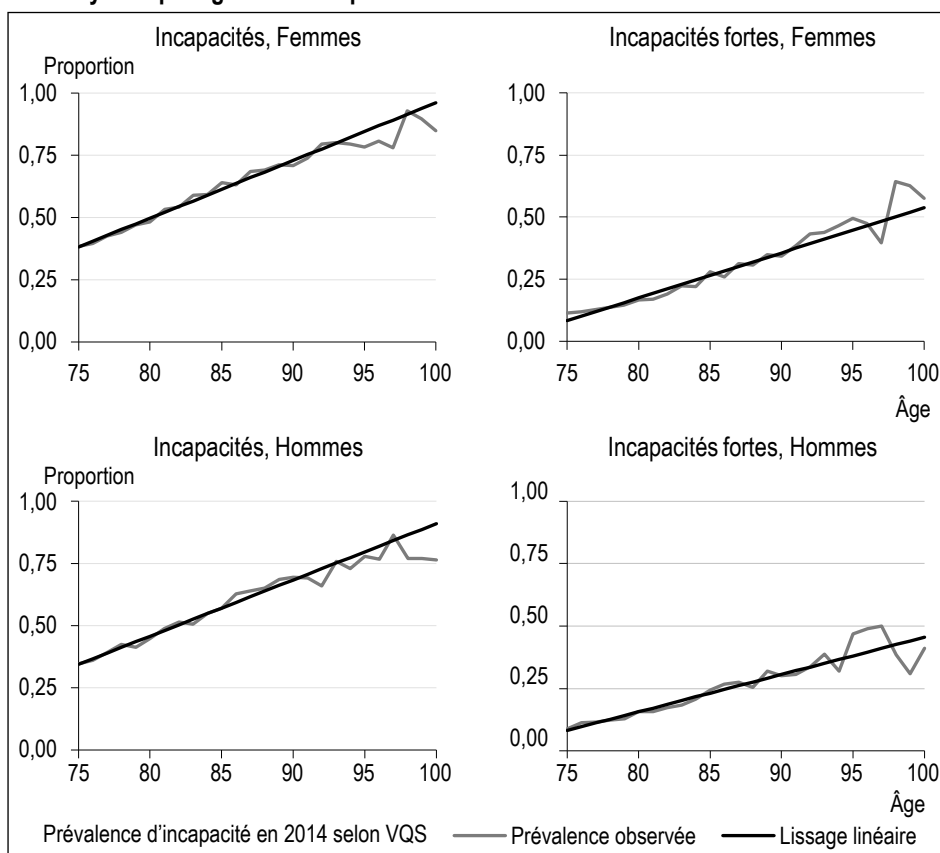 Incapacités, Femmes
Proportion
1,00
0,75
0,50
0,25
0,00
75 80 85 90 95 100
Incapacités fortes, Femmes
1,00
0,75
0,50
0,25
0,00
75 80 85 90 95 100
Âge
Incapacités, Hommes
Proportion
1,00
0,75
0,50
0,25
0,00
75 80 85 90 95 100
Incapacités fortes, Hommes
1,00
0,75
0,50
0,25
0,00
75 80 85 90 95 100
Âge
Prévalence d’incapacité en 2014 selon VQS Prévalence observée Lissage linéaire